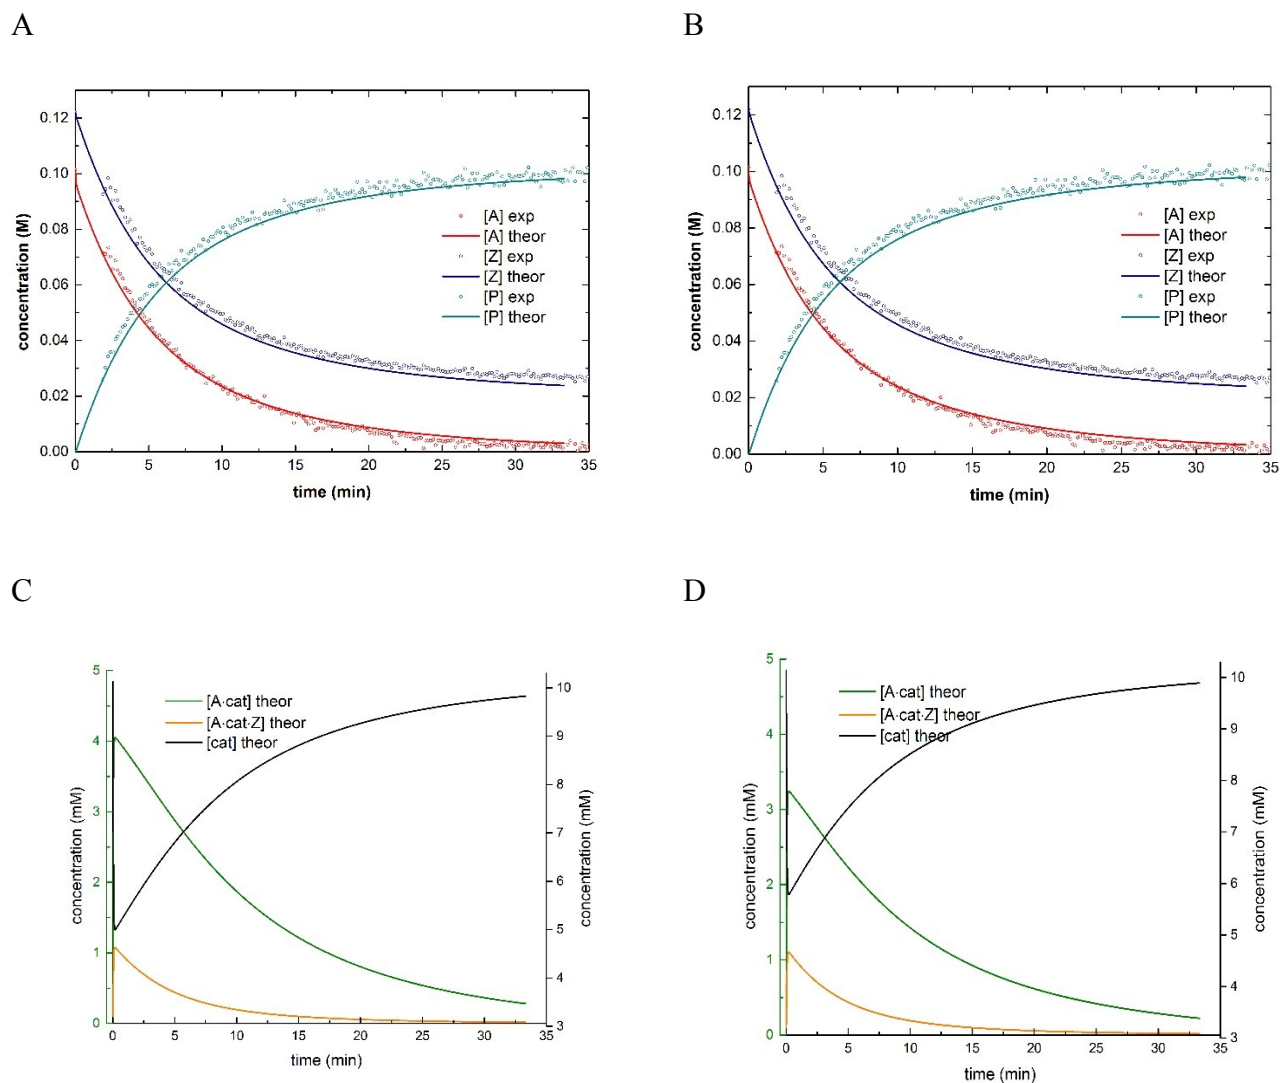 A
B
concentration (M)
0.12
0.10
0.08
0.06
0.04
0.02
0.00
[A] exp
[A] theor
[Z] exp
[Z] theor
[P] exp
[P] theor
0 5 10 15 20 25 30 35
time (min)
concentration (M)
0.12
0.10
0.08
0.06
0.04
0.02
0.00
[A] exp
[A] theor
[Z] exp
[Z] theor
[P] exp
[P] theor
0 5 10 15 20 25 30 35
time (min)
C
D
concentration (mM)
5
4
3
2
1
0
[A·cat] theor
[A·cat·Z] theor
[cat] theor
10
9
8
7
6
5
4
3
concentration (mM)
0 5 10 15 20 25 30 35
time (min)
concentration (mM)
5
4
3
2
1
0
[A·cat] theor
[A·cat·Z] theor
[cat] theor
10
9
8
7
6
5
4
3
concentration (mM)
0 5 10 15 20 25 30 35
time (min)